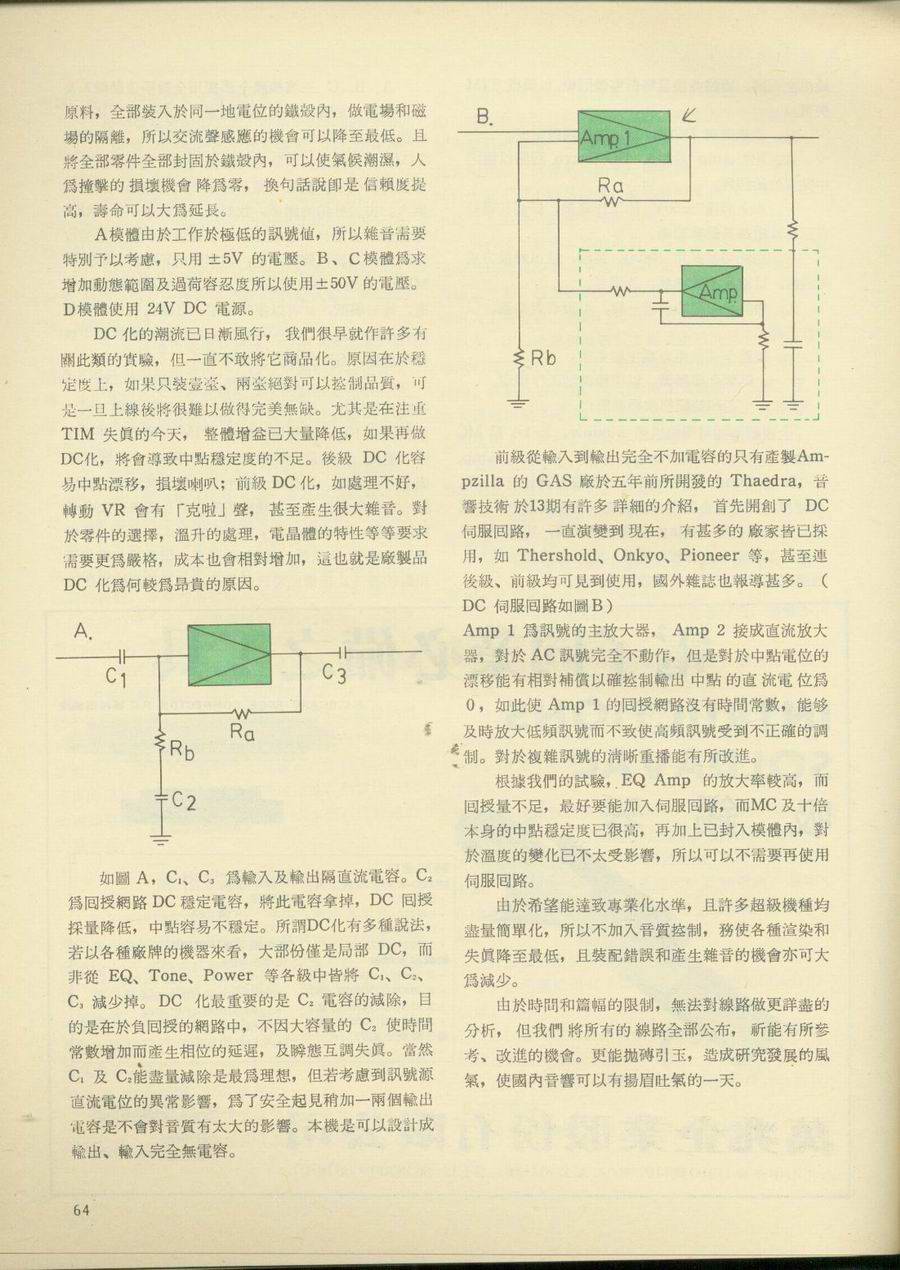 原料，全部裝入於同一地電位的鐵殼內，做電場和磁
場的隔離，所以交流聲感應的機會可以降至最低。且
將全部零件全部封固於鐵殼內，可以使氣候潮濕，人
爲撞擊的損壞機會降爲零，換句話說卽是信賴度提
高，壽命可以大爲延長。
A模體由於工作於極低的訊號値，所以雜音需要
特別予以考慮，只用 ±5V 的電壓。B、C模體爲求
增加動態範圍及過荷容忍度所以使用±50V 的電壓。
D模體使用 24V DC 電源。
DC 化的潮流已日漸風行，我們很早就作許多有
關此類的實驗，但一直不敢將它商品化。原因在於穩
定度上，如果只裝壹臺、兩臺絕對可以控制品質，可
是一旦上線後將很難以做得完美無缺。尤其是在注重
TIM 失眞的今天，整體增益已大量降低，如果再做
DC化，將會導致中點穩定度的不足。後級 DC 化容
易中點漂移，損壞喇叭；前級 DC 化，如處理不好，
轉動 VR 會有「克啦」聲，甚至產生很大雜音。對
於零件的選擇，溫升的處理，電晶體的特性等等要求
需要更爲嚴格，成本也會相對增加，這也就是廠製品
DC 化爲何較爲昻貴的原因。
A.
C1
C3
Ra
Rb
C2
如圖 A，C₁、C₃ 爲輸入及輸出隔直流電容。C₂
爲回授網路 DC 穩定電容，將此電容拿掉，DC 回授
採量降低，中點容易不穩定。所謂DC化有多種說法，
若以各種廠牌的機器來看，大部份僅是局部 DC，而
非從 EQ、Tone、Power 等各級中皆將 C₁、C₂、
C₃ 減少掉。DC 化最重要的是 C₂ 電容的減除，目
的是在於負回授的網路中，不因大容量的 C₂ 使時間
常數增加而產生相位的延遲，及瞬態互調失眞。當然
C₁ 及 C₂能盡量減除是最爲理想，但若考慮到訊號源
直流電位的異常影響，爲了安全起見稍加一兩個輸出
電容是不會對音質有太大的影響。本機是可以設計成
輸出、輸入完全無電容。
64
B.
Amp.1
Ra
Amp.
Rb
前級從輸入到輸出完全不加電容的只有產製Am-
pzilla 的 GAS 廠於五年前所開發的 Thaedra，音
響技術於13期有許多詳細的介紹，首先開創了 DC
伺服回路，一直演變到現在，有甚多的廠家皆已採
用，如 Thershold、Onkyo、Pioneer 等，甚至連
後級、前級均可見到使用，國外雜誌也報導甚多。（
DC 伺服回路如圖B）
Amp 1 爲訊號的主放大器，Amp 2 接成直流放大
器，對於 AC 訊號完全不動作，但是對於中點電位的
漂移能有相對補償以確控制輸出中點的直流電位爲
0，如此使 Amp 1 的回授網路沒有時間常數，能够
及時放大低頻訊號而不致使高頻訊號受到不正確的調
制。對於複雜訊號的淸晰重播能有所改進。
根據我們的試驗，EQ Amp 的放大率較高，而
回授量不足，最好要能加入伺服回路，而MC 及十倍
本身的中點穩定度已很高，再加上已封入模體內，對
於溫度的變化已不太受影響，所以可以不需要再使用
伺服回路。
由於希望能達致專業化水準，且許多超級機種均
盡量簡單化，所以不加入音質控制，務使各種渲染和
失眞降至最低，且裝配錯誤和產生雜音的機會亦可大
爲減少。
由於時間和篇幅的限制，無法對線路做更詳盡的
分析，但我們將所有的線路全部公布，祈能有所參
考、改進的機會。更能拋磚引玉，造成研究發展的風
氣，使國內音響可以有揚眉吐氣的一天。